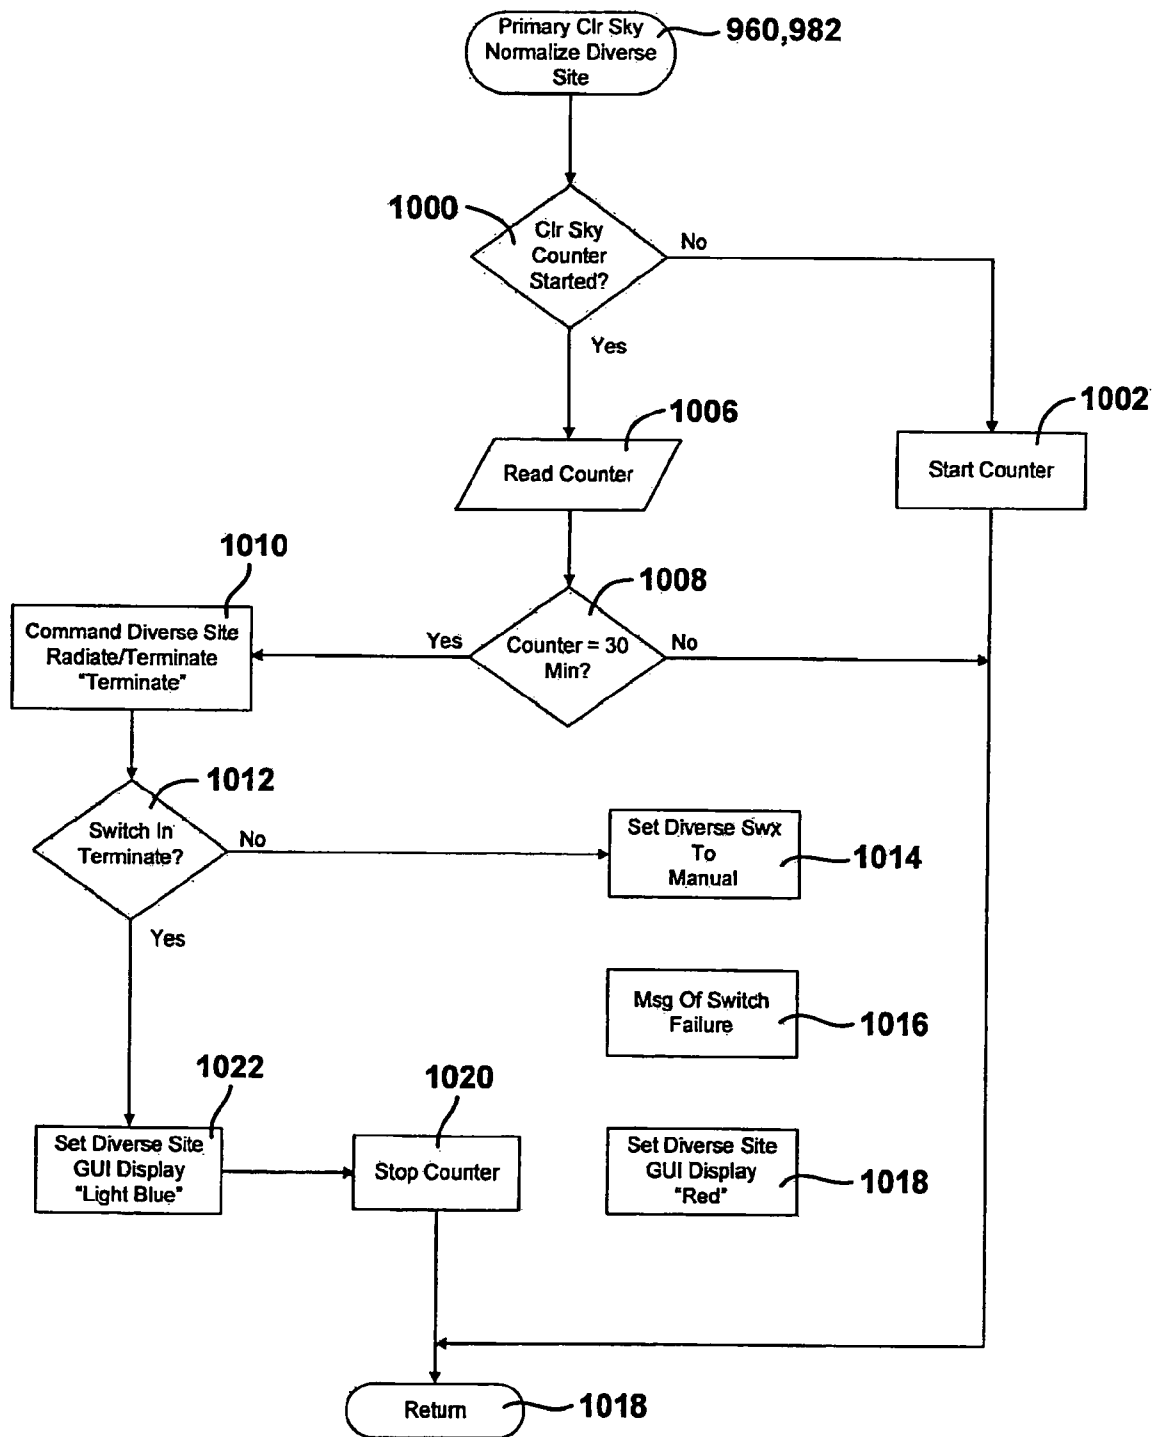 Primary Clr Sky
Normalize Diverse
Site
960,982
1000
Clr Sky
Counter
Started?
No
Yes
1006
Read Counter
1002
Start Counter
1010
Command Diverse Site
Radiate/Terminate
"Terminate"
1008
Yes
Counter = 30
Min?
No
1012
Switch In
Terminate?
No
Yes
Set Diverse Swx
To
Manual
1014
Msg Of Switch
Failure
1016
1022
Set Diverse Site
GUI Display
"Light Blue"
1020
Stop Counter
Set Diverse Site
GUI Display
"Red"
1018
Return
1018